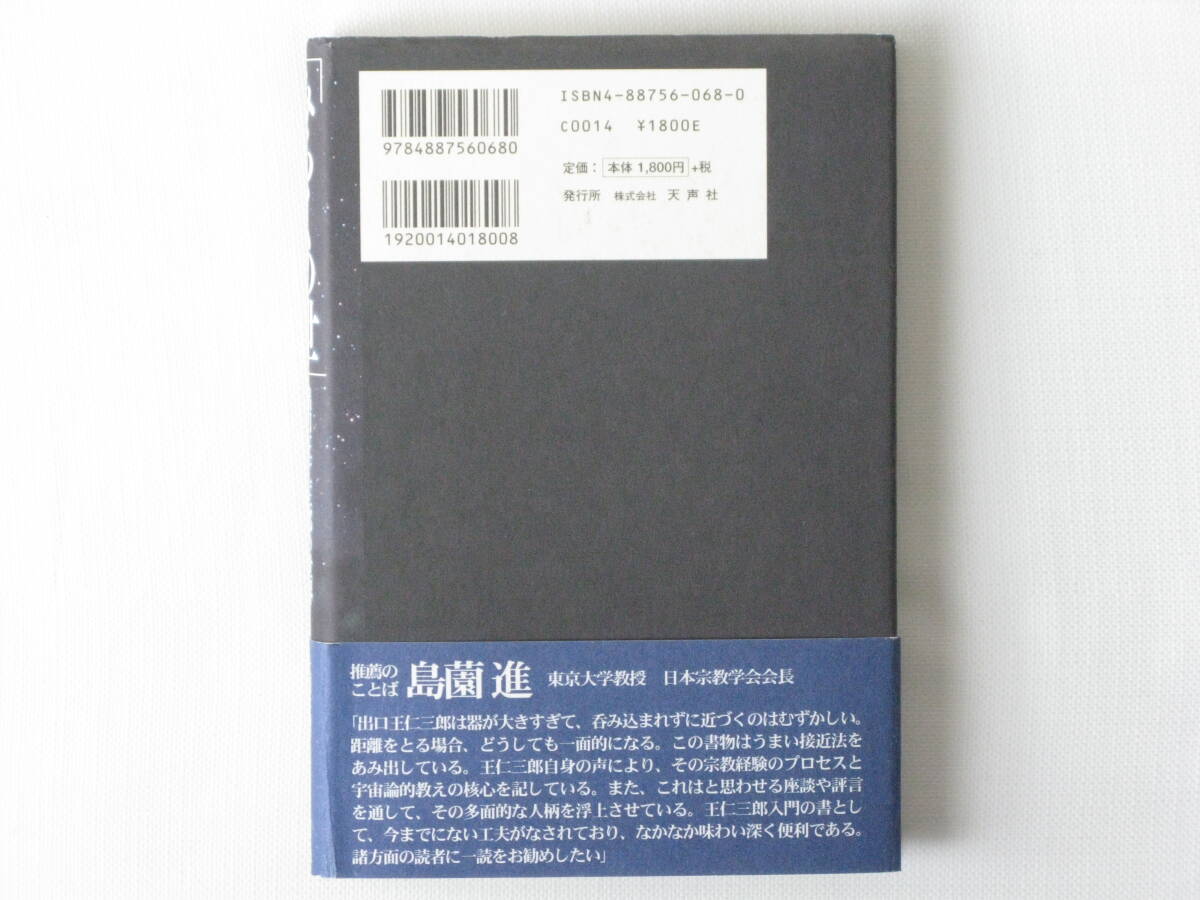 ISBN4-88756-068-0
C0014 ¥1800E
9784887560680
定価： 本体 1,800円 +税
発行所 株式会社 天声社
1920014018008
推薦の
ことば
島薗 進 東京大学教授 日本宗教学会会長
「出口王仁三郎は器が大きすぎて、呑み込まれずに近づくのはむずかしい。
距離をとる場合、どうしても一面的になる。この書物はうまい接近法を
あみ出している。王仁三郎自身の声により、その宗教経験のプロセスと
宇宙論的教えの核心を記している。また、これはと思わせる座談や評言
を通して、その多面的な人柄を浮上させている。王仁三郎入門の書とし
て、今までにない工夫がなされており、なかなか味わい深く便利である。
諸方面の読者に一読をお勧めしたい」